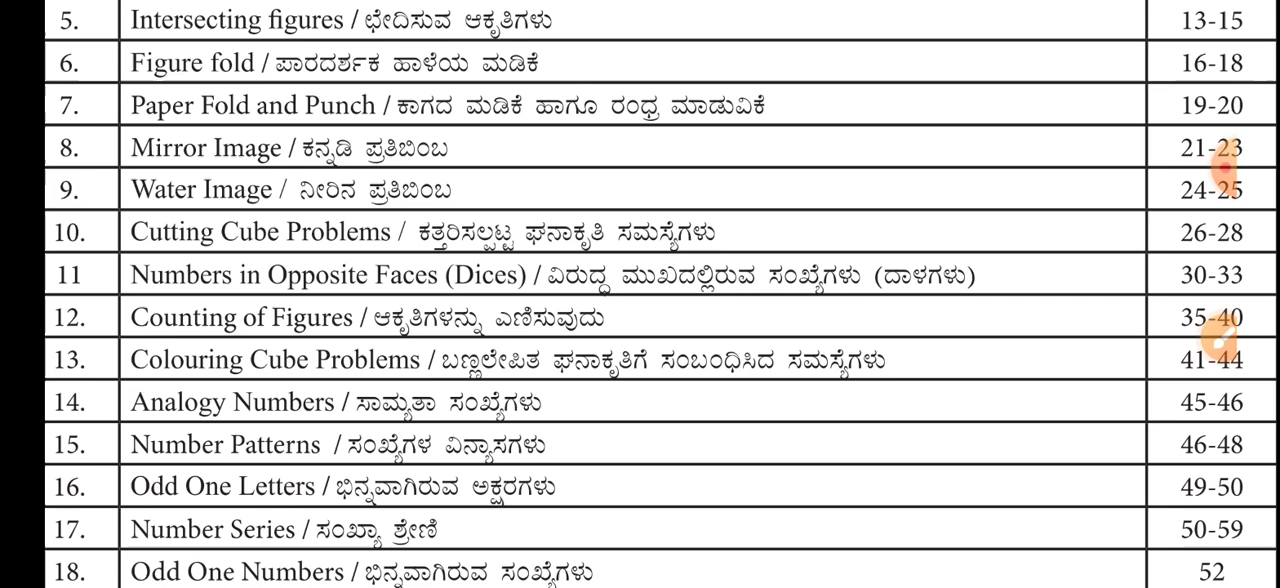 5. Intersecting figures / ಛೇದಿಸುವ ಆಕೃತಿಗಳು 13-15
6. Figure fold / ಪಾರದರ್ಶಕ ಹಾಳೆಯ ಮಡಿಕೆ 16-18
7. Paper Fold and Punch / ಕಾಗದ ಮಡಿಕೆ ಹಾಗೂ ರಂಧ್ರ ಮಾಡುವಿಕೆ 19-20
8. Mirror Image / ಕನ್ನಡಿ ಪ್ರತಿಬಿಂಬ 21-23
9. Water Image / ನೀರಿನ ಪ್ರತಿಬಿಂಬ 24-25
10. Cutting Cube Problems / ಕತ್ತರಿಸಲ್ಪಟ್ಟ ಘನಾಕೃತಿ ಸಮಸ್ಯೆಗಳು 26-28
11 Numbers in Opposite Faces (Dices) / ವಿರುದ್ಧ ಮುಖದಲ್ಲಿರುವ ಸಂಖ್ಯೆಗಳು (ದಾಳಗಳು) 30-33
12. Counting of Figures / ಆಕೃತಿಗಳನ್ನು ಎಣಿಸುವುದು 35-40
13. Colouring Cube Problems / ಬಣ್ಣಲೇಪಿತ ಘನಾಕೃತಿಗೆ ಸಂಬಂಧಿಸಿದ ಸಮಸ್ಯೆಗಳು 41-44
14. Analogy Numbers / ಸಾಮ್ಯತಾ ಸಂಖ್ಯೆಗಳು 45-46
15. Number Patterns / ಸಂಖ್ಯೆಗಳ ವಿನ್ಯಾಸಗಳು 46-48
16. Odd One Letters / ಭಿನ್ನವಾಗಿರುವ ಅಕ್ಷರಗಳು 49-50
17. Number Series / ಸಂಖ್ಯಾ ಶ್ರೇಣಿ 50-59
18. Odd One Numbers / ಭಿನ್ನವಾಗಿರುವ ಸಂಖ್ಯೆಗಳು 52